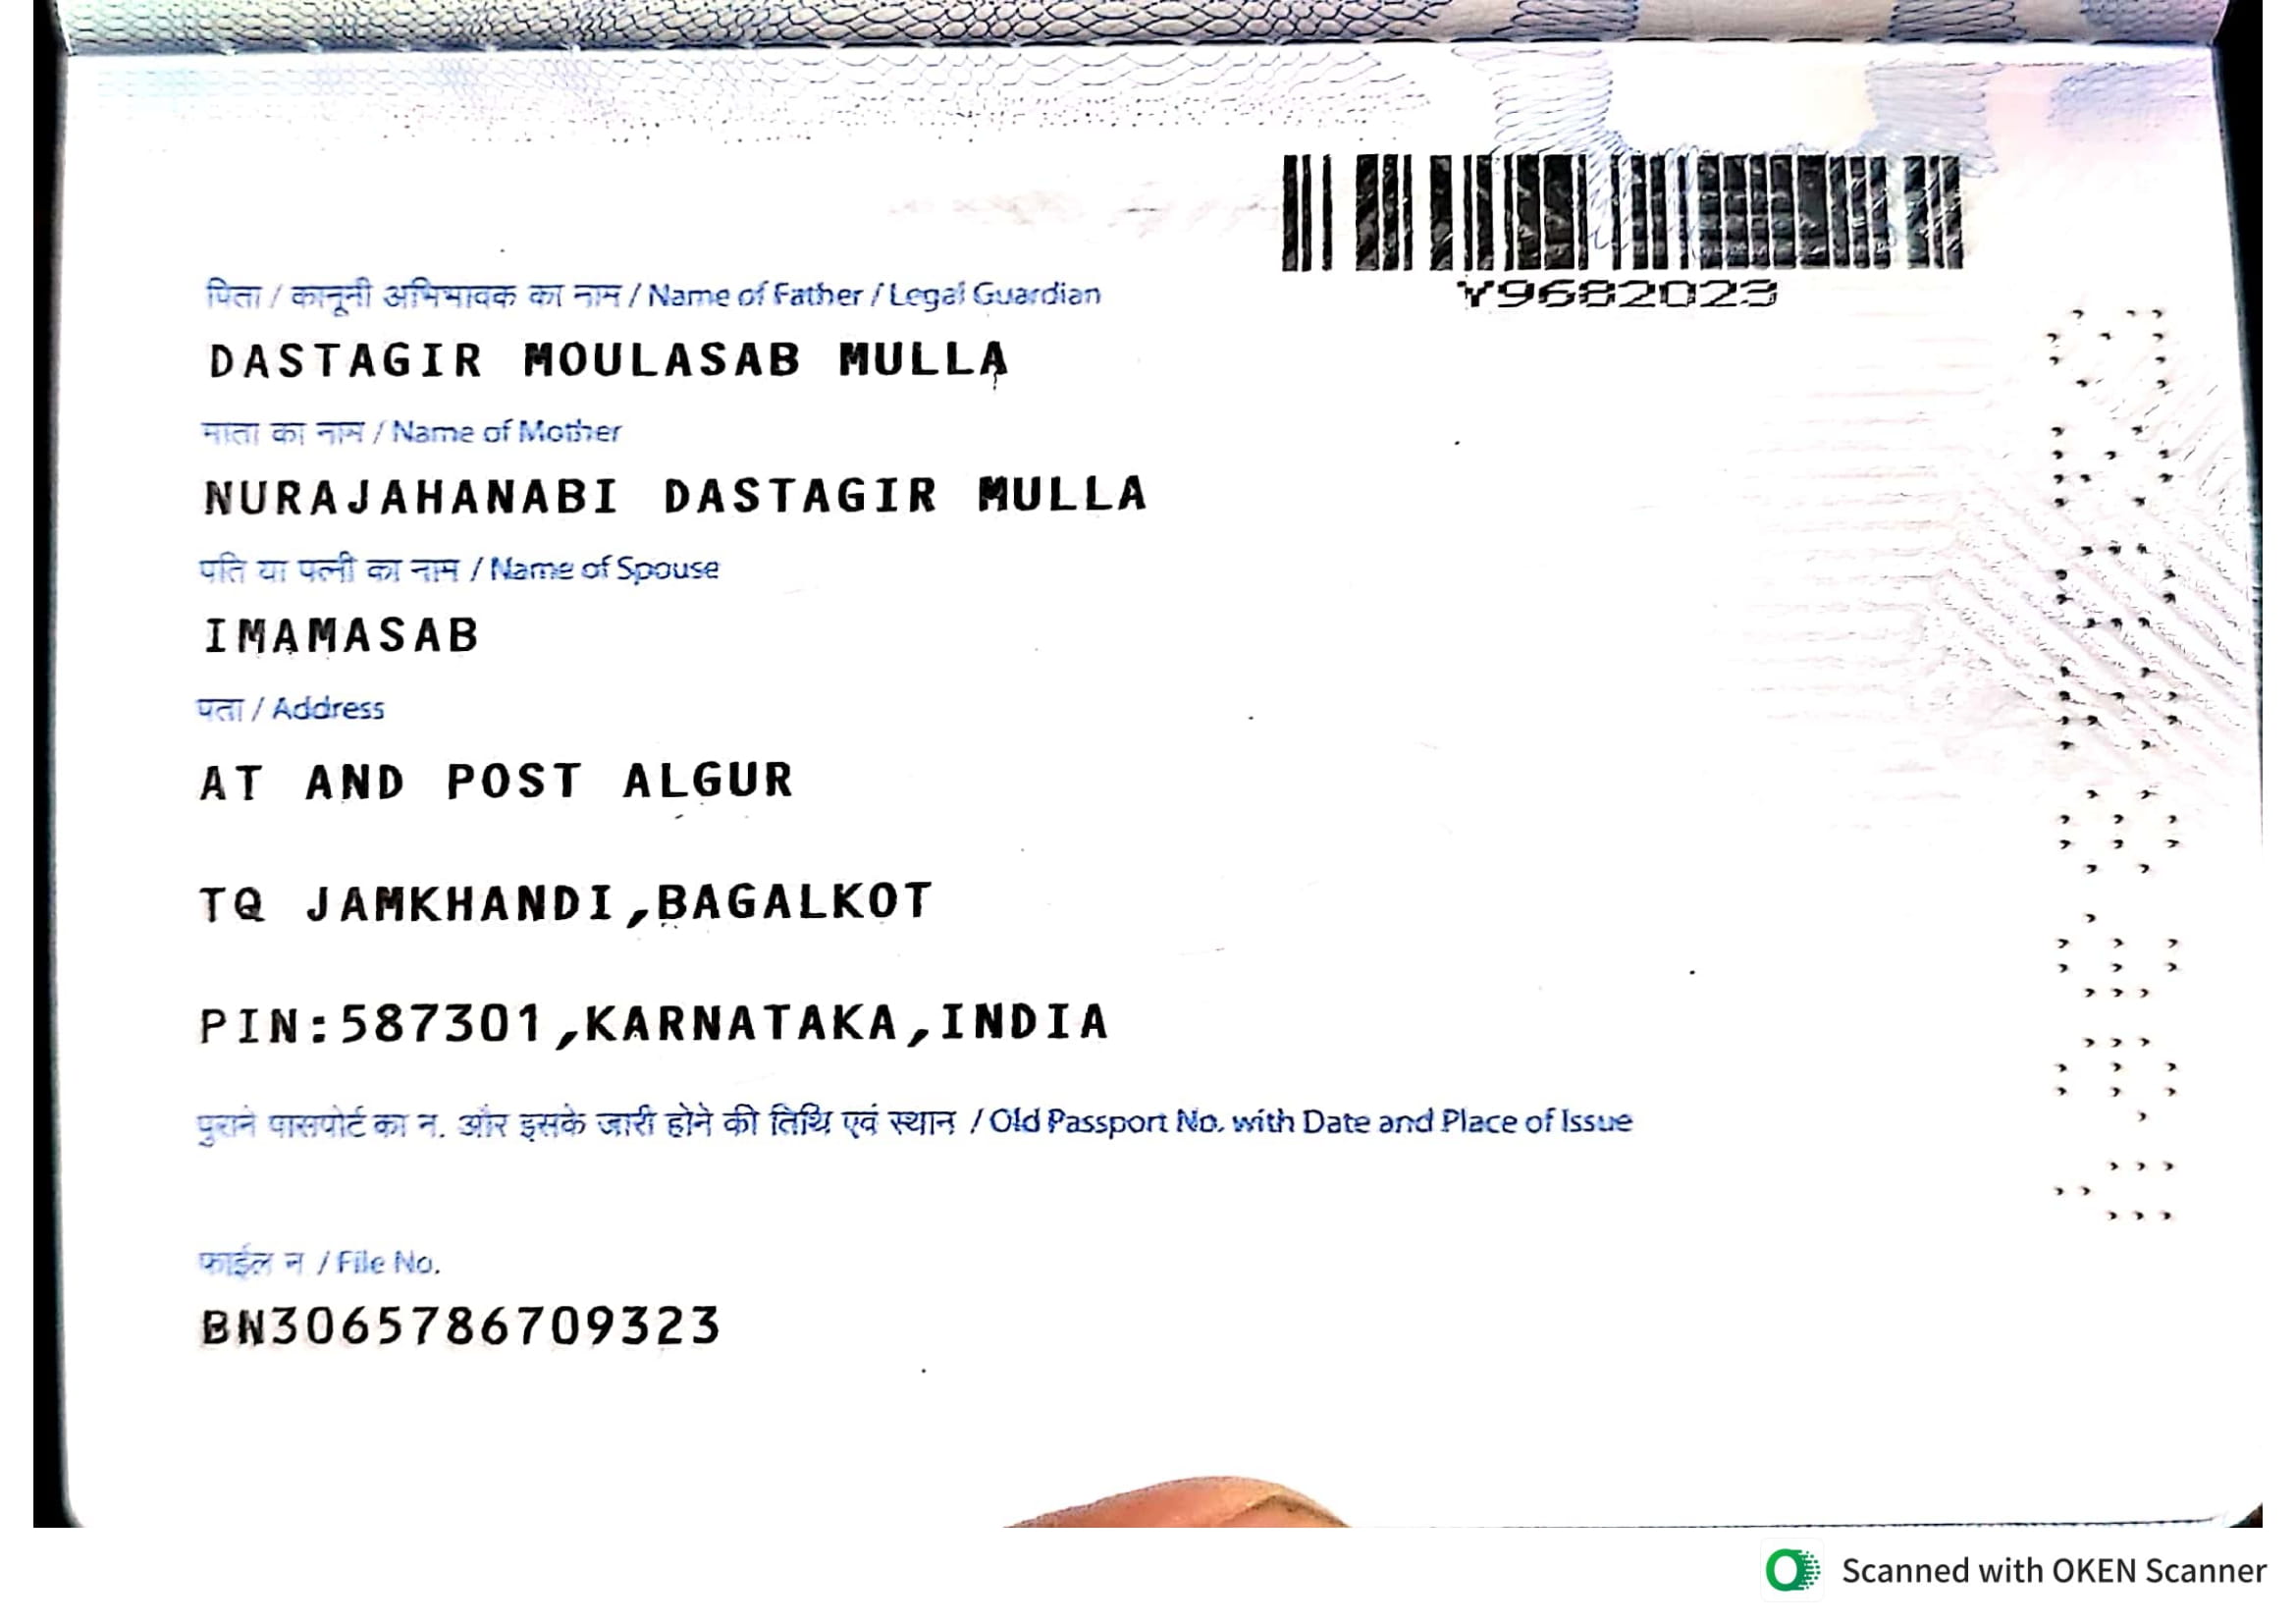 Y9682023
पिता / कानूनी अभिभावक का नाम / Name of Father / Legal Guardian
DASTAGIR MOULASAB MULLA
माता का नाम / Name of Mother
NURAJAHANABI DASTAGIR MULLA
पति या पत्नी का नाम / Name of Spouse
IMAMASAB
पता / Address
AT AND POST ALGUR
TQ JAMKHANDI,BAGALKOT
PIN:587301,KARNATAKA,INDIA
पुराने पासपोर्ट का न. और इसके जारी होने की तिथि एवं स्थान / Old Passport No. with Date and Place of Issue
फाईल न / File No.
BN3065786709323
Scanned with OKEN Scanner